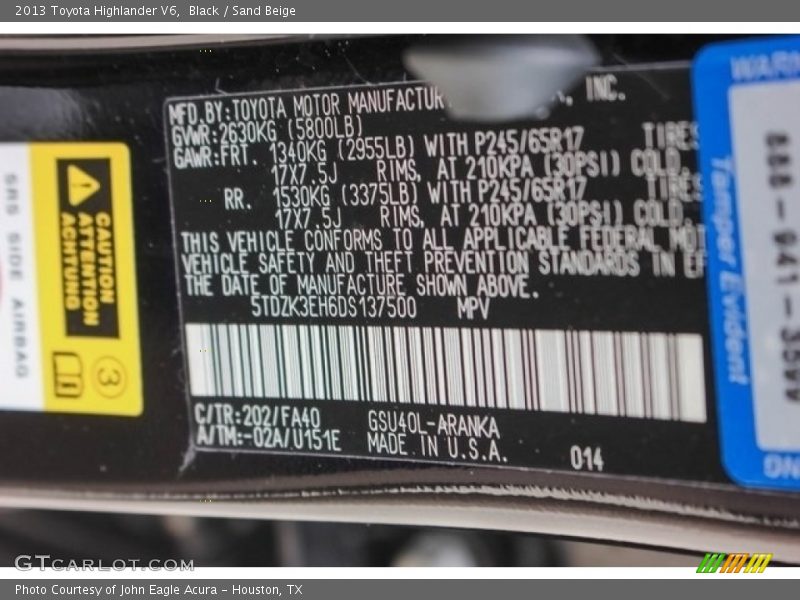 2013 Toyota Highlander V6, Black / Sand Beige
MFD.BY:TOYOTA MOTOR MANUFACTUR , INC.
GVWR:2630KG (5800LB)
GAWR:FRT. 1340KG (2955LB) WITH P245/65R17 TIRES
17X7.5J RIMS, AT 210KPA (30PSI) COLD.
RR. 1530KG (3375LB) WITH P245/65R17 TIRES
17X7.5J RIMS, AT 210KPA (30PSI) COLD.
THIS VEHICLE CONFORMS TO ALL APPLICABLE FEDERAL MOT
VEHICLE SAFETY AND THEFT PREVENTION STANDARDS IN EF
THE DATE OF MANUFACTURE SHOWN ABOVE.
5TDZK3EH6DS137500 MPV
C/TR:202/FA40 GSU40L-ARANKA
A/TM:-02A/U151E MADE IN U.S.A.
014
SRS SIDE AIRBAG
CAUTION
ATTENTION
ACHTUNG
3
WARN
Tamper Evident
GTCARLOT.COM
Photo Courtesy of John Eagle Acura - Houston, TX